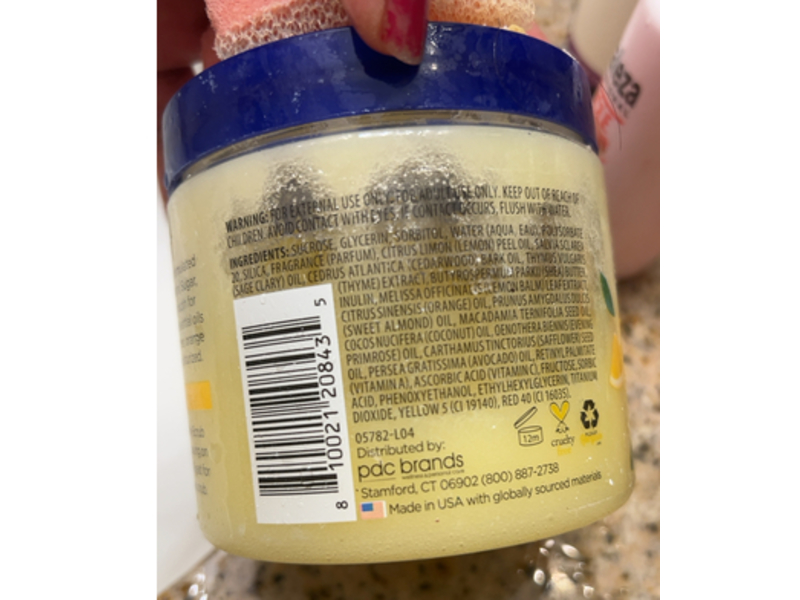 WARNING: FOR EXTERNAL USE ONLY. FOR ADULT USE ONLY. KEEP OUT OF REACH OF
CHILDREN. AVOID CONTACT WITH EYES. IF CONTACT OCCURS, FLUSH WITH WATER.
INGREDIENTS: SUCROSE, GLYCERIN, SORBITOL, WATER (AQUA, EAU), POLYSORBATE
20, SILICA, FRAGRANCE (PARFUM), CITRUS LIMON (LEMON) PEEL OIL, SALVIA SCLAREA
(SAGE CLARY) OIL, CEDRUS ATLANTICA (CEDARWOOD) BARK OIL, THYMUS VULGARIS
(THYME) EXTRACT, BUTYROSPERMUM PARKII (SHEA) BUTTER,
INULIN, MELISSA OFFICINALIS (LEMON BALM) LEAF EXTRACT,
CITRUS SINENSIS (ORANGE) OIL, PRUNUS AMYGDALUS DULCIS
(SWEET ALMOND) OIL, MACADAMIA TERNIFOLIA SEED OIL,
COCOS NUCIFERA (COCONUT) OIL, OENOTHERA BIENNIS (EVENING
PRIMROSE) OIL, CARTHAMUS TINCTORIUS (SAFFLOWER) SEED
OIL, PERSEA GRATISSIMA (AVOCADO) OIL, RETINYL PALMITATE
(VITAMIN A), ASCORBIC ACID (VITAMIN C), FRUCTOSE, SORBIC
ACID, PHENOXYETHANOL, ETHYLHEXYLGLYCERIN, TITANIUM
DIOXIDE, YELLOW 5 (CI 19140), RED 40 (CI 16035).
8 10021 20843 5
05782-L04
Distributed by:
pdc brands
Stamford, CT 06902 (800) 887-2738
Made in USA with globally sourced materials
12m
cruelty
free
eza